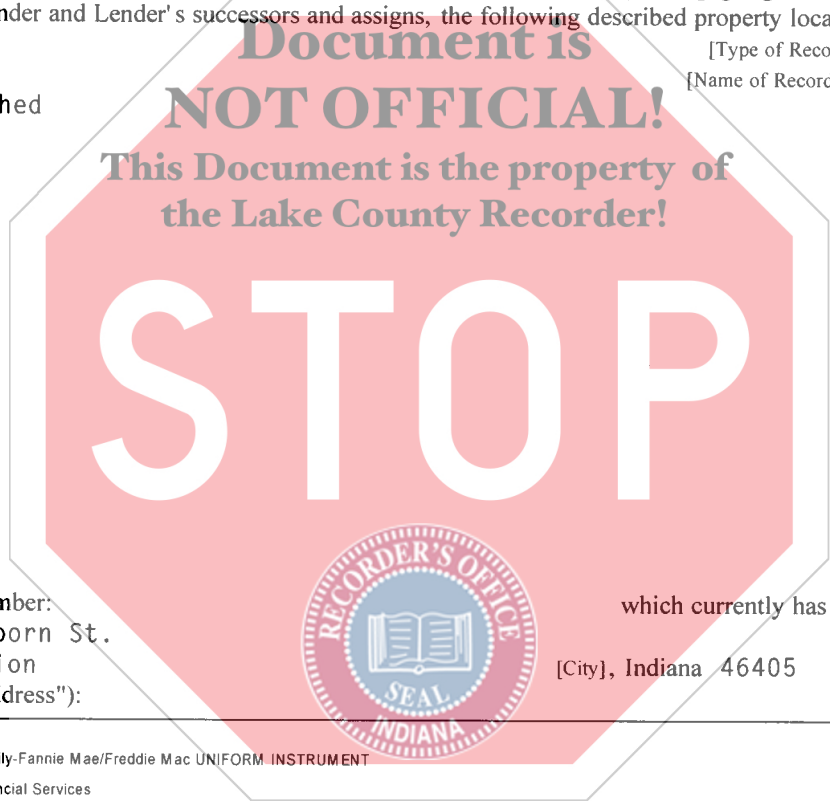 nder and Lender's successors and assigns, the following described property loca
Document is
[Type of Reco
[Name of Record
hed
NOT OFFICIAL!
This Document is the property of
the Lake County Recorder!
STOP
RECORDER'S OFFICE
SEAL
INDIANA
mber:
which currently has
born St.
ion
[City], Indiana 46405
dress"):
ly-Fannie Mae/Freddie Mac UNIFORM INSTRUMENT
ncial Services